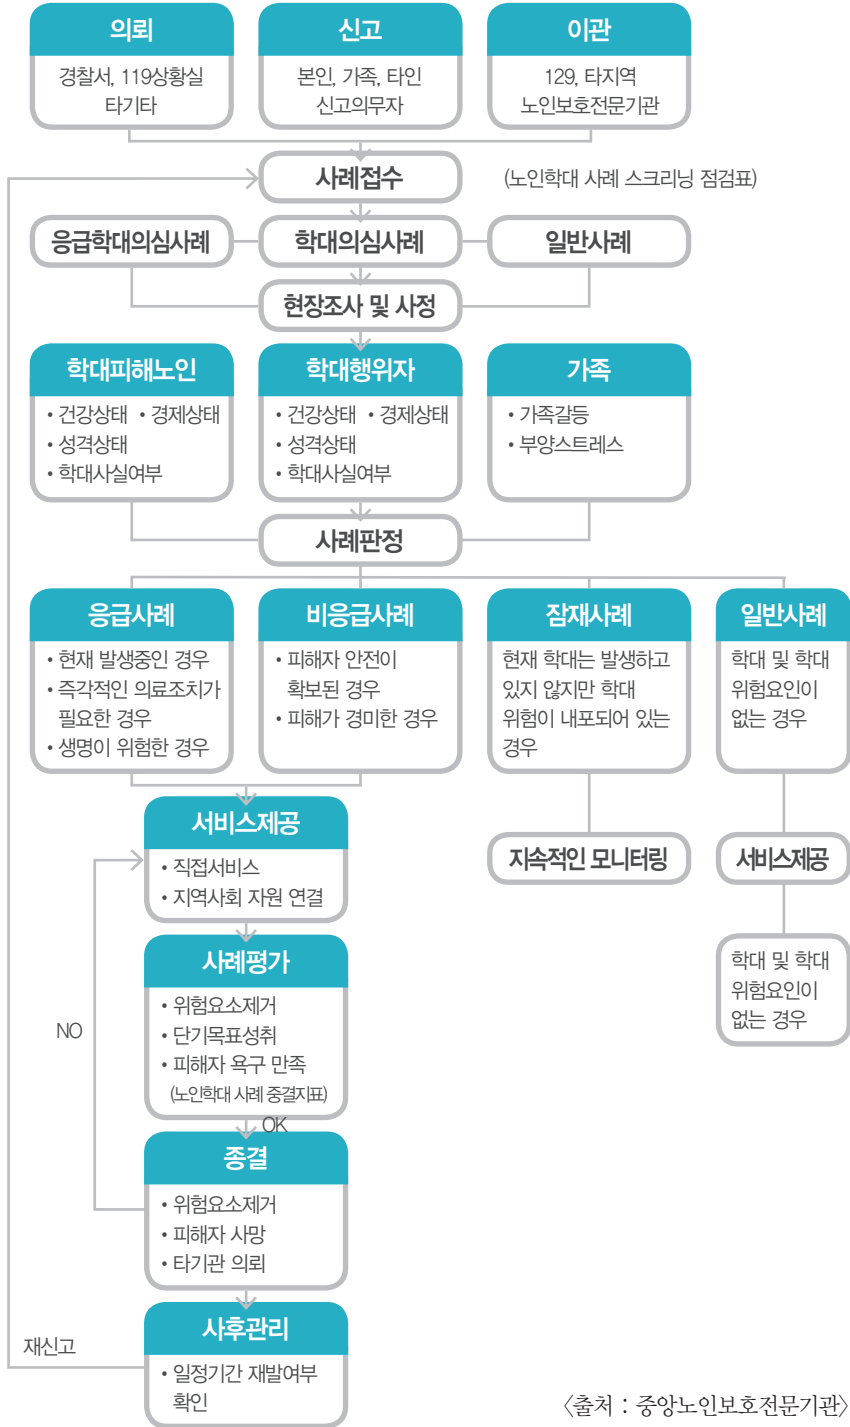 의뢰
경찰서, 119상황실
타기타
신고
본인, 가족, 타인
신고의무자
이관
129, 타지역
노인보호전문기관
사례접수
(노인학대 사례 스크리닝 점검표)
응급학대의심사례
학대의심사례
일반사례
현장조사 및 사정
학대피해노인
• 건강상태 • 경제상태
• 성격상태
• 학대사실여부
학대행위자
• 건강상태 • 경제상태
• 성격상태
• 학대사실여부
가족
• 가족갈등
• 부양스트레스
사례판정
응급사례
• 현재 발생중인 경우
• 즉각적인 의료조치가
필요한 경우
• 생명이 위험한 경우
비응급사례
• 피해자 안전이
확보된 경우
• 피해가 경미한 경우
잠재사례
현재 학대는 발생하고
있지 않지만 학대
위험이 내포되어 있는
경우
일반사례
학대 및 학대
위험요인이
없는 경우
서비스제공
• 직접서비스
• 지역사회 자원 연결
지속적인 모니터링
서비스제공
학대 및 학대
위험요인이
없는 경우
사례평가
• 위험요소제거
• 단기목표성취
• 피해자 욕구 만족
(노인학대 사례 중결지표)
NO
OK
종결
• 위험요소제거
• 피해자 사망
• 타기관 의뢰
사후관리
• 일정기간 재발여부
확인
재신고
〈출처 : 중앙노인보호전문기관〉